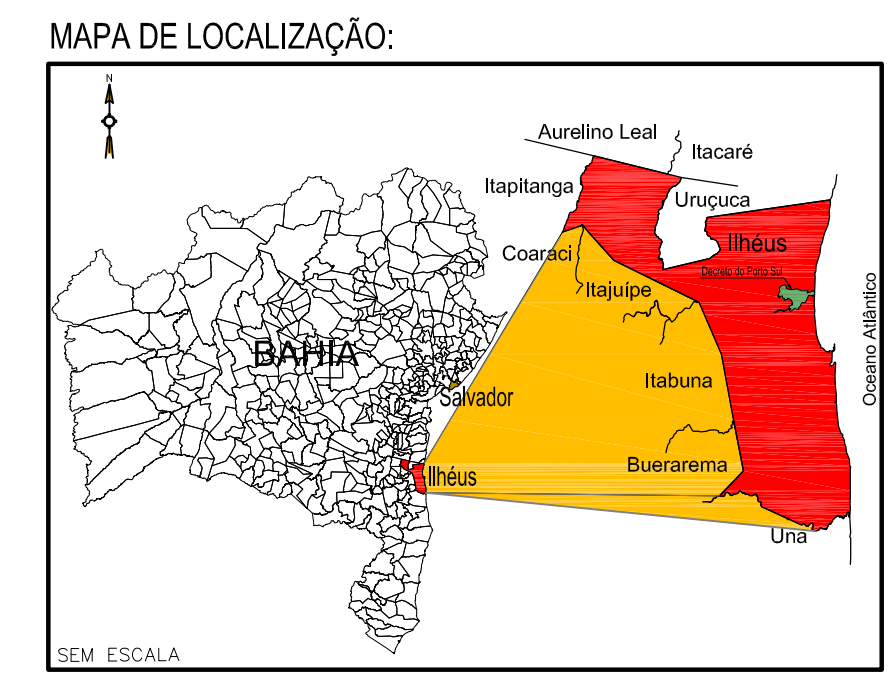 MAPA DE LOCALIZAÇÃO:
N
Aurelino Leal
Itacaré
Itapitanga
Uruçuca
Ilhéus
Coaraci
Decreto do Porto Sul
Itajuípe
Oceano Atlântico
BAHIA
Itabuna
Salvador
Buerarema
Ilhéus
Una
SEM ESCALA